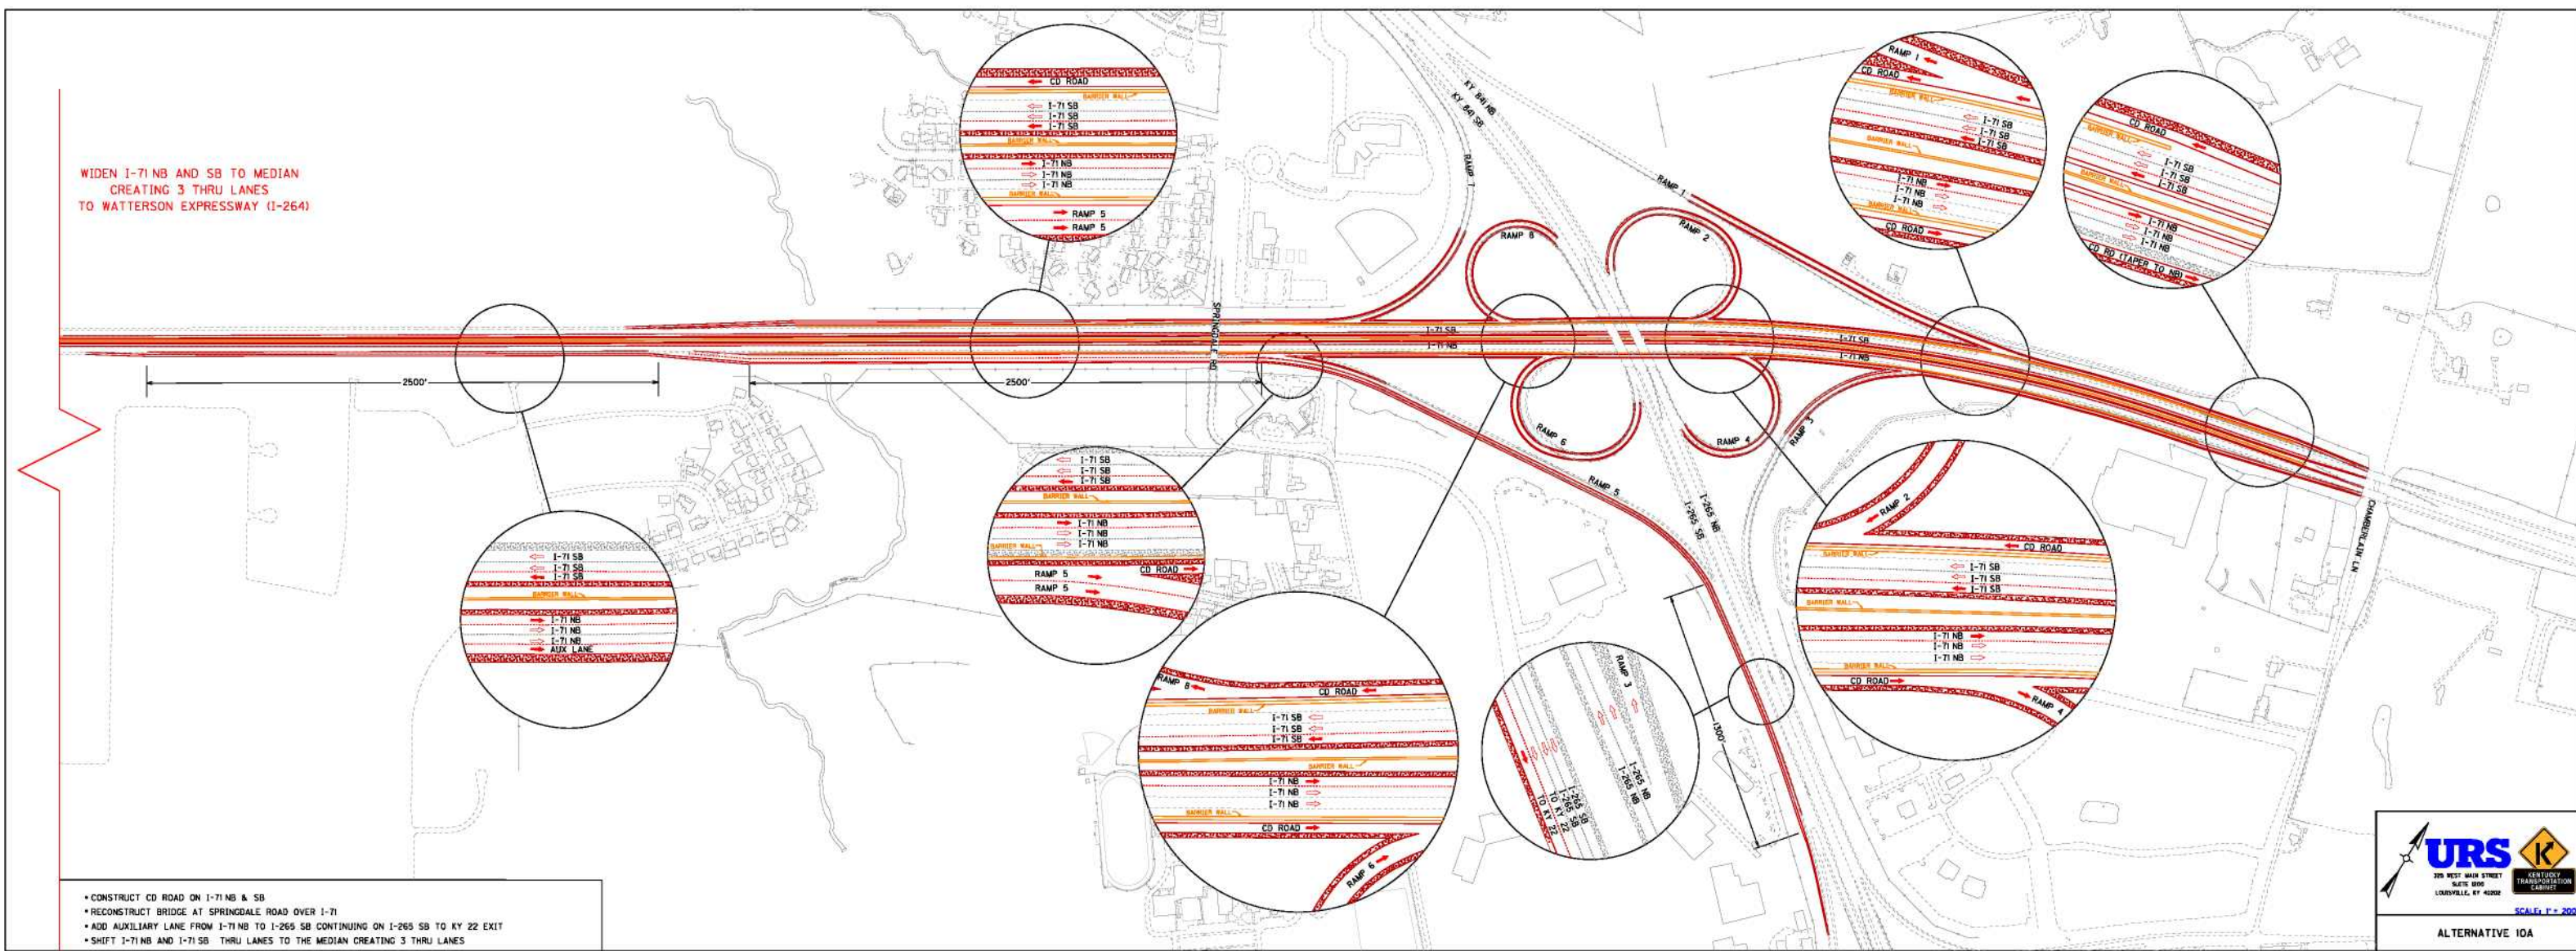 WIDEN I-71 NB AND SB TO MEDIAN
CREATING 3 THRU LANES
TO WATTERSON EXPRESSWAY (I-264)
CD ROAD
BARRIER WALL
I-71 SB
I-71 SB
I-71 SB
BARRIER WALL
I-71 NB
I-71 NB
I-71 NB
BARRIER WALL
RAMP 5
RAMP 5
KY 841 NB
KY 841 SB
RAMP 7
RAMP 8
RAMP 2
RAMP 1
RAMP 1
CD ROAD
BARRIER WALL
I-71 SB
I-71 SB
I-71 SB
BARRIER WALL
I-71 NB
I-71 NB
I-71 NB
BARRIER WALL
CD ROAD
CD ROAD
BARRIER WALL
I-71 SB
I-71 SB
I-71 SB
BARRIER WALL
I-71 NB
I-71 NB
I-71 NB
CD RD (TAPER TO NB)
SPRINGDALE RD
I-71 SB
I-71 NB
I-71 SB
I-71 NB
2500'
2500'
RAMP 6
RAMP 4
RAMP 3
RAMP 5
I-265 NB
I-265 SB
CHAMBERLAIN LN
I-71 SB
I-71 SB
I-71 SB
BARRIER WALL
I-71 NB
I-71 NB
I-71 NB
AUX LANE
I-71 SB
I-71 SB
I-71 SB
BARRIER WALL
I-71 NB
I-71 NB
I-71 NB
BARRIER WALL
CD ROAD
RAMP 5
RAMP 5
RAMP 8
CD ROAD
BARRIER WALL
I-71 SB
I-71 SB
I-71 SB
BARRIER WALL
I-71 NB
I-71 NB
I-71 NB
BARRIER WALL
CD ROAD
RAMP 6
RAMP 3
I-265 NB
I-265 NB
I-265 SB
I-265 SB
TO KY 22
TO KY 22
1300'
RAMP 2
CD ROAD
BARRIER WALL
I-71 SB
I-71 SB
I-71 SB
BARRIER WALL
I-71 NB
I-71 NB
I-71 NB
BARRIER WALL
CD ROAD
RAMP 4
• CONSTRUCT CD ROAD ON I-71 NB & SB
• RECONSTRUCT BRIDGE AT SPRINGDALE ROAD OVER I-71
• ADD AUXILIARY LANE FROM I-71 NB TO I-265 SB CONTINUING ON I-265 SB TO KY 22 EXIT
• SHIFT I-71 NB AND I-71 SB THRU LANES TO THE MEDIAN CREATING 3 THRU LANES
URS
325 WEST MAIN STREET
SUITE 1200
LOUISVILLE, KY 40202
K
KENTUCKY
TRANSPORTATION
CABINET
SCALE: 1" = 200
ALTERNATIVE 10A